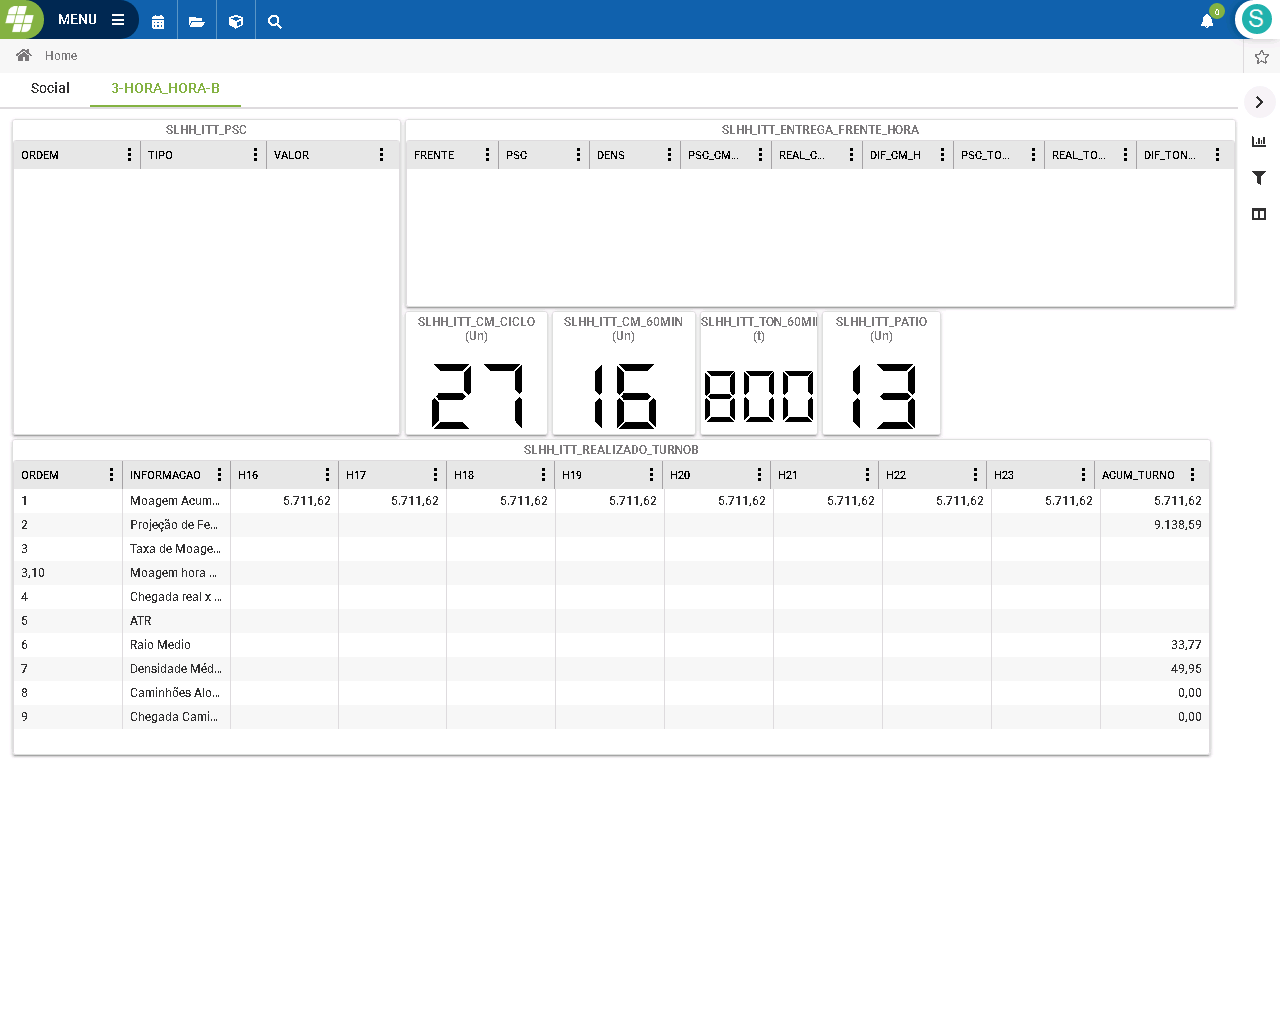 MENU
0
S
Home
Social
3-HORA_HORA-B
SLHH_ITT_PSC
ORDEM TIPO VALOR
SLHH_ITT_ENTREGA_FRENTE_HORA
FRENTE PSC DENS PSC_CM... REAL_C... DIF_CM_H PSC_TO... REAL_TO... DIF_TON...
SLHH_ITT_CM_CICLO
(Un)
27
SLHH_ITT_CM_60MIN
(Un)
16
SLHH_ITT_TON_60MI
(t)
800
SLHH_ITT_PATIO
(Un)
13
SLHH_ITT_REALIZADO_TURNOB
ORDEM INFORMACAO H16 H17 H18 H19 H20 H21 H22 H23 ACUM_TURNO
1 Moagem Acum... 5.711,62 5.711,62 5.711,62 5.711,62 5.711,62 5.711,62 5.711,62 5.711,62 5.711,62
2 Projeção de Fe... 9.138,59
3 Taxa de Moage...
3,10 Moagem hora ...
4 Chegada real x ...
5 ATR
6 Raio Medio 33,77
7 Densidade Méd... 49,95
8 Caminhões Alo... 0,00
9 Chegada Cami... 0,00